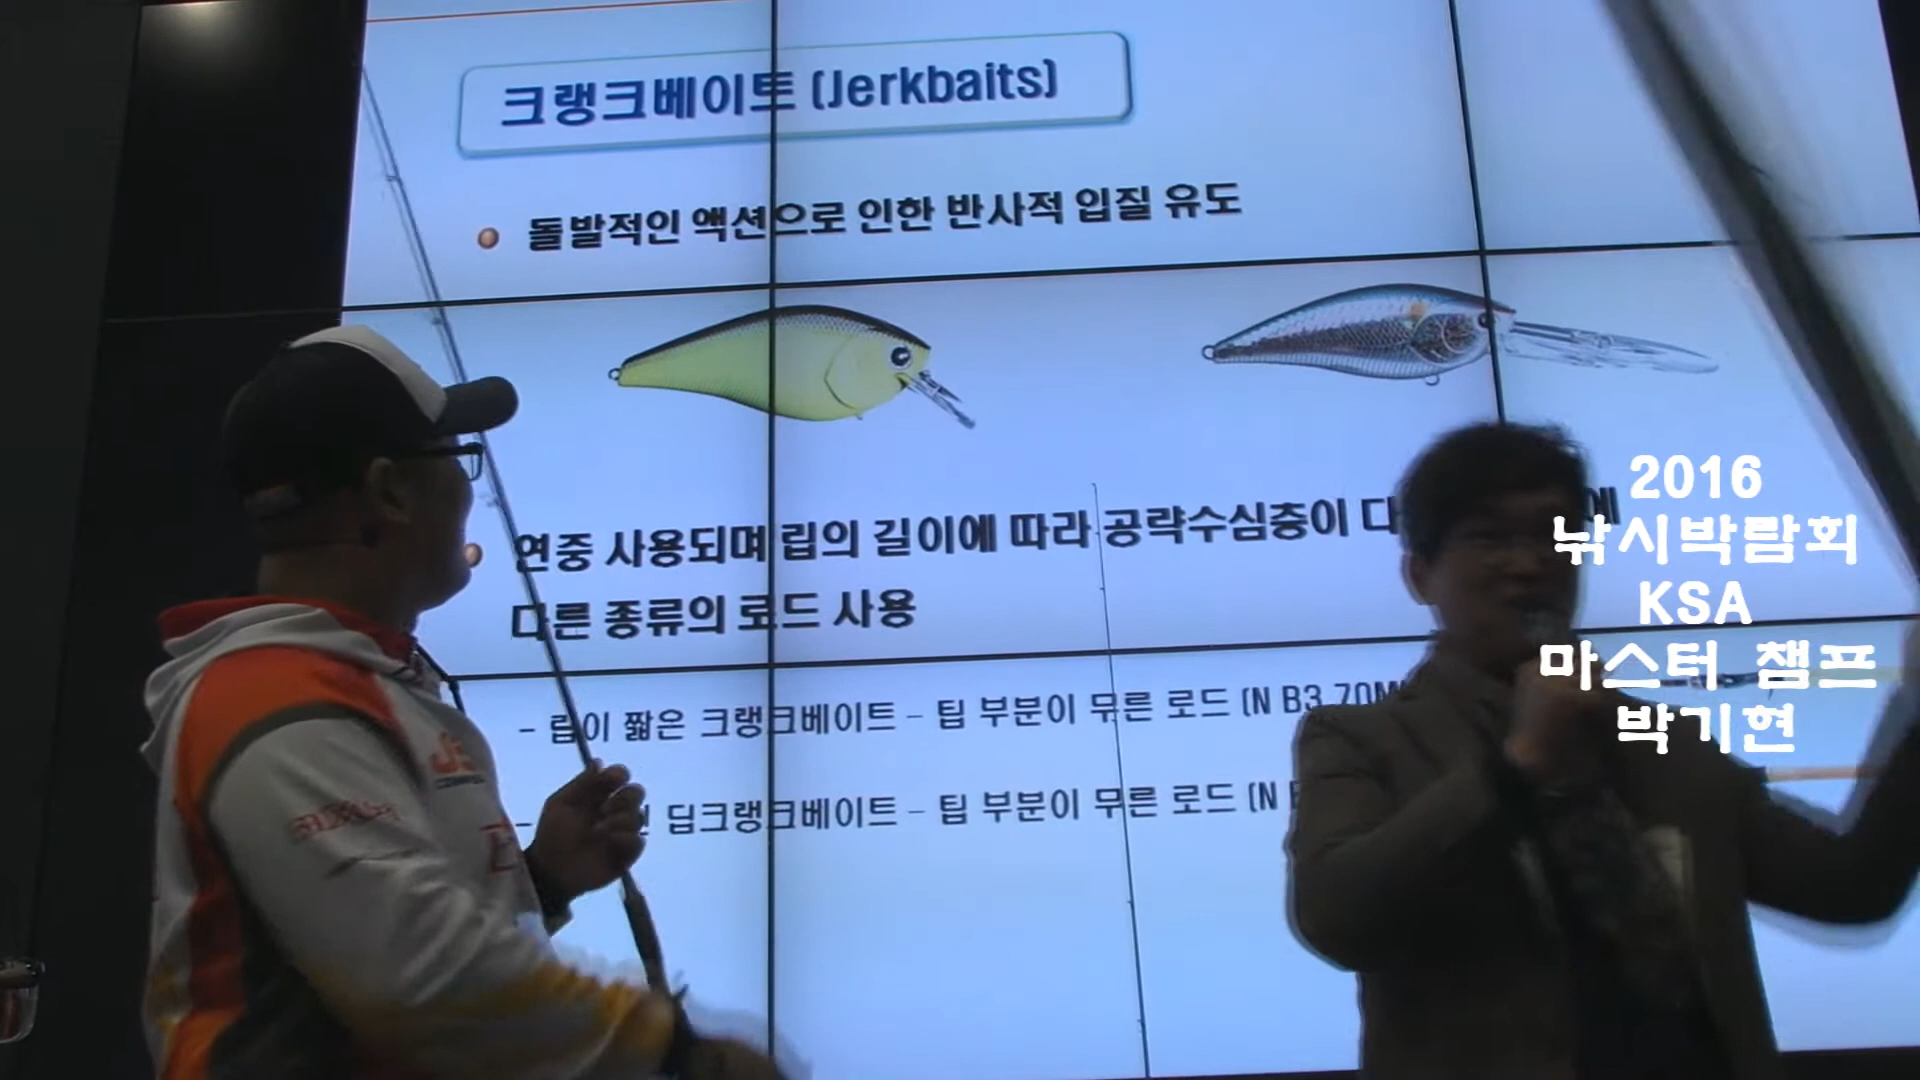 크랭크베이트 (Jerkbaits)
돌발적인 액션으로 인한 반사적 입질 유도
연중 사용되며 립의 길이에 따라 공략수심층이 다
에
다른 종류의 로드 사용
- 립이 짧은 크랭크베이트 - 팁 부분이 무른 로드 (N B3 70M
- 딥크랭크베이트 - 팁 부분이 무른 로드 (N
2016
낚시박람회
KSA
마스터 챔프
박기현